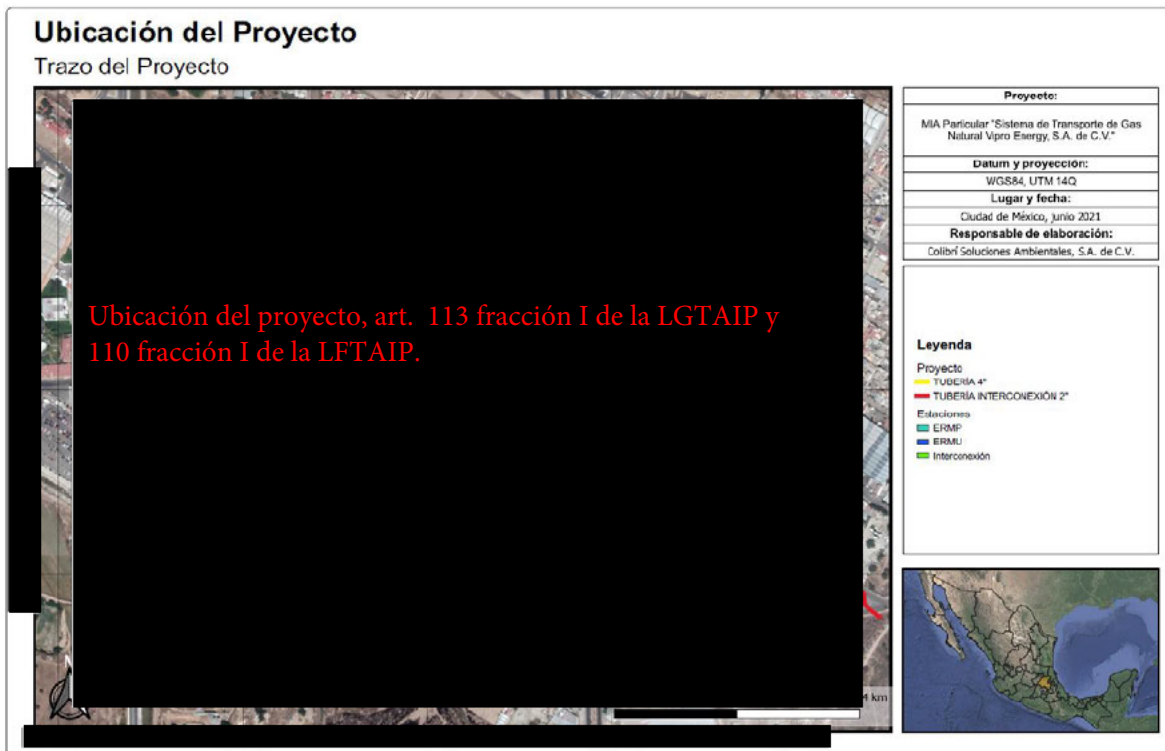 Ubicación del Proyecto
Trazo del Proyecto
Proyecto:
MIA Particular "Sistema de Transporte de Gas
Natural Vipro Energy, S.A. de C.V."
Datum y proyección:
WGS84, UTM 14Q
Lugar y fecha:
Ciudad de México, junio 2021
Responsable de elaboración:
Colibrí Soluciones Ambientales, S.A. de C.V.
Ubicación del proyecto, art. 113 fracción I de la LGTAIP y
110 fracción I de la LFTAIP.
Leyenda
Proyecto
TUBERÍA 4"
TUBERÍA INTERCONEXIÓN 2"
Estaciones
ERMP
ERMU
Interconexión
km